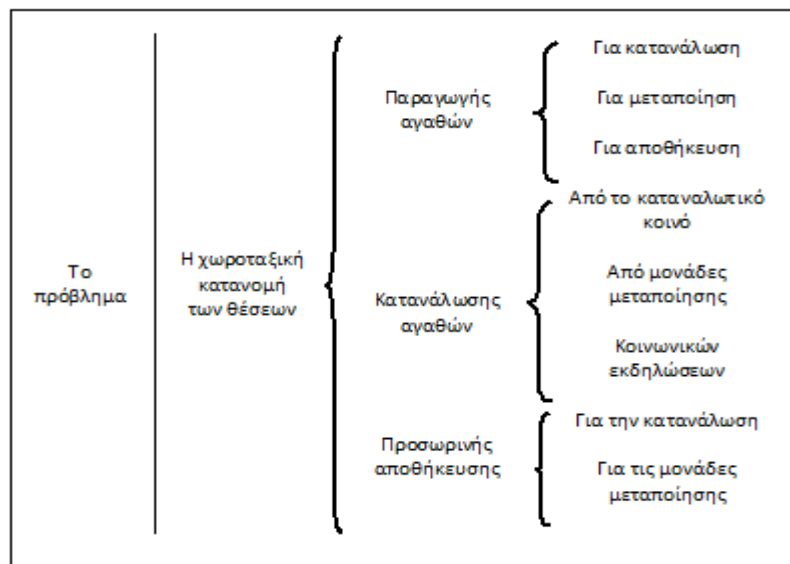 Το
πρόβλημα
Η χωροταξική
κατανομή
των θέσεων
Παραγωγής
αγαθών
Για κατανάλωση
Για μεταποίηση
Για αποθήκευση
Κατανάλωσης
αγαθών
Από το καταναλωτικό
κοινό
Από μονάδες
μεταποίησης
Κοινωνικών
εκδηλώσεων
Προσωρινής
αποθήκευσης
Για την κατανάλωση
Για τις μονάδες
μεταποίησης